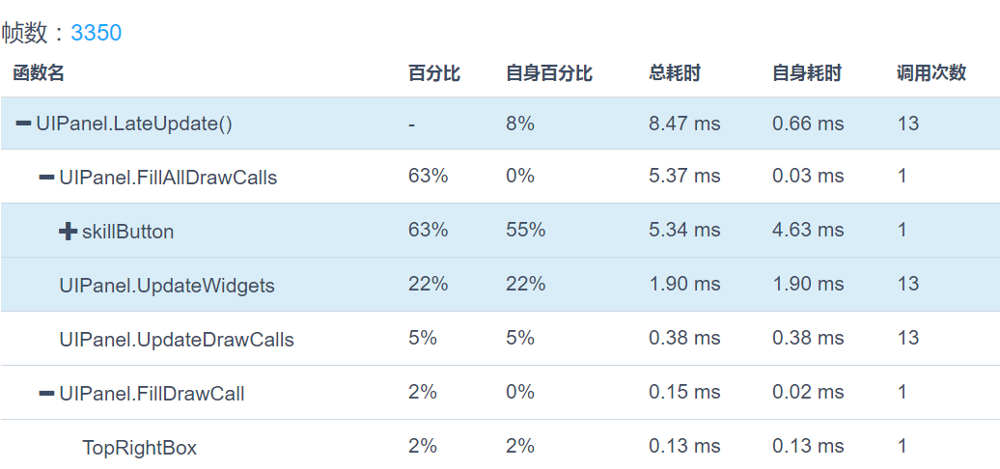 帧数：3350
函数名 百分比 自身百分比 总耗时 自身耗时 调用次数
UIPanel.LateUpdate() - 8% 8.47 ms 0.66 ms 13
UIPanel.FillAllDrawCalls 63% 0% 5.37 ms 0.03 ms 1
skillButton 63% 55% 5.34 ms 4.63 ms 1
UIPanel.UpdateWidgets 22% 22% 1.90 ms 1.90 ms 13
UIPanel.UpdateDrawCalls 5% 5% 0.38 ms 0.38 ms 13
UIPanel.FillDrawCall 2% 0% 0.15 ms 0.02 ms 1
TopRightBox 2% 2% 0.13 ms 0.13 ms 1